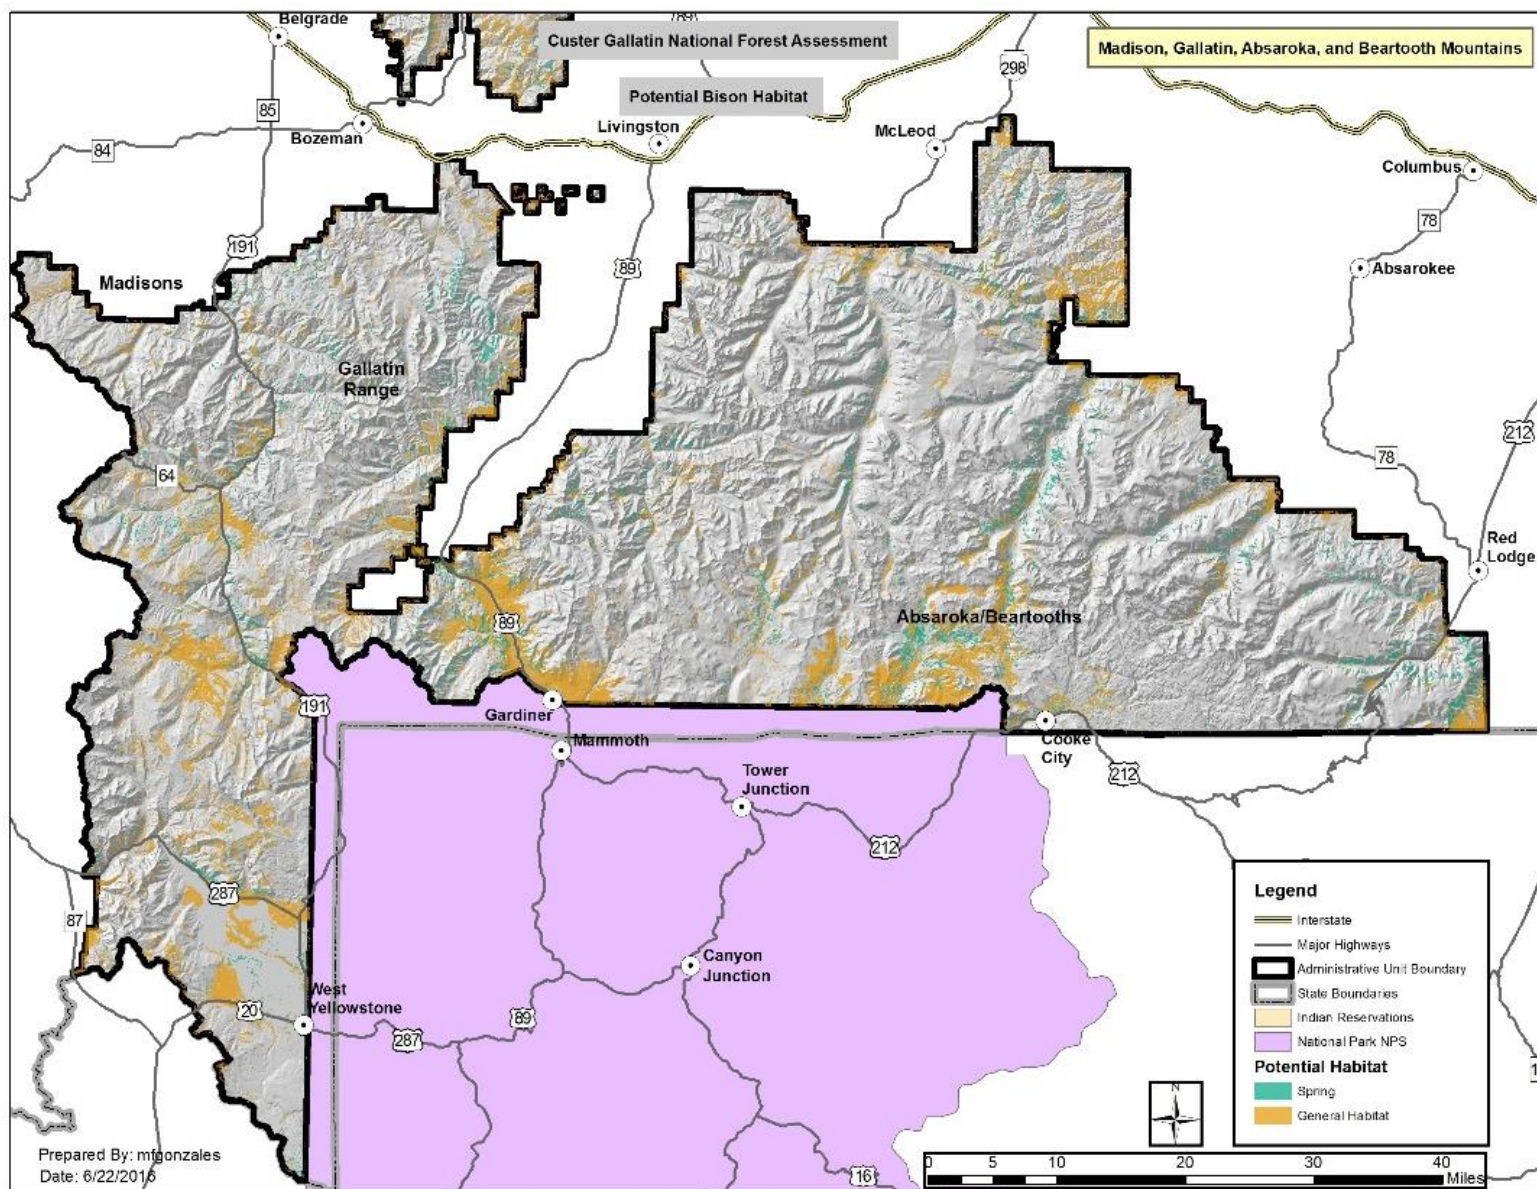 Belgrade
89
Custer Gallatin National Forest Assessment
Madison, Gallatin, Absaroka, and Beartooth Mountains
298
Potential Bison Habitat
85
Livingston
McLeod
Bozeman
84
Columbus
78
191
89
Absarokee
Madisons
Gallatin
Range
212
78
64
Red
Lodge
89
Absaroka/Beartooths
191
Gardiner
Mammoth
Cooke
City
212
Tower
Junction
212
287
87
Canyon
Junction
West
Yellowstone
20
89
287
Legend
Interstate
Major Highways
Administrative Unit Boundary
State Boundaries
Indian Reservations
National Park NPS
Potential Habitat
Spring
General Habitat
N
Prepared By: mfgonzales
Date: 6/22/2016
16
0 5 10 20 30 40
Miles